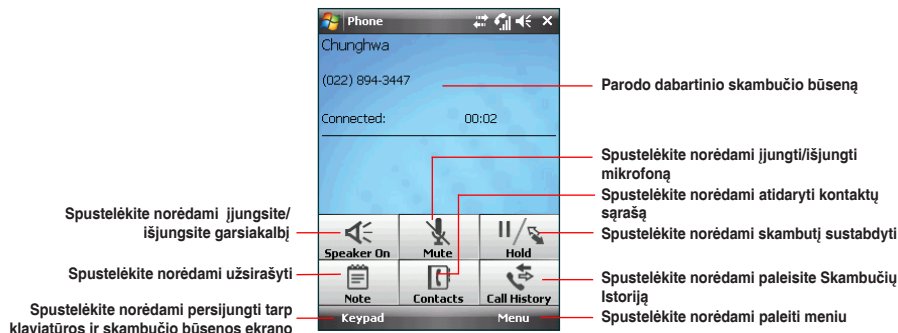 Phone
Chunghwa
(022) 894-3447
Connected: 00:02
Speaker On
Mute
Hold
Note
Contacts
Call History
Keypad
Menu
Spustelėkite norėdami įjungsite/
išjungsite garsiakalbį
Spustelėkite norėdami užsirašyti
Spustelėkite norėdami persijungti tarp
klaviatūros ir skambučio būsenos ekrano
Parodo dabartinio skambučio būseną
Spustelėkite norėdami įjungti/išjungti
mikrofoną
Spustelėkite norėdami atidaryti kontaktų
sąrašą
Spustelėkite norėdami skambutį sustabdyti
Spustelėkite norėdami paleisite Skambučių
Istoriją
Spustelėkite norėdami paleiti meniu